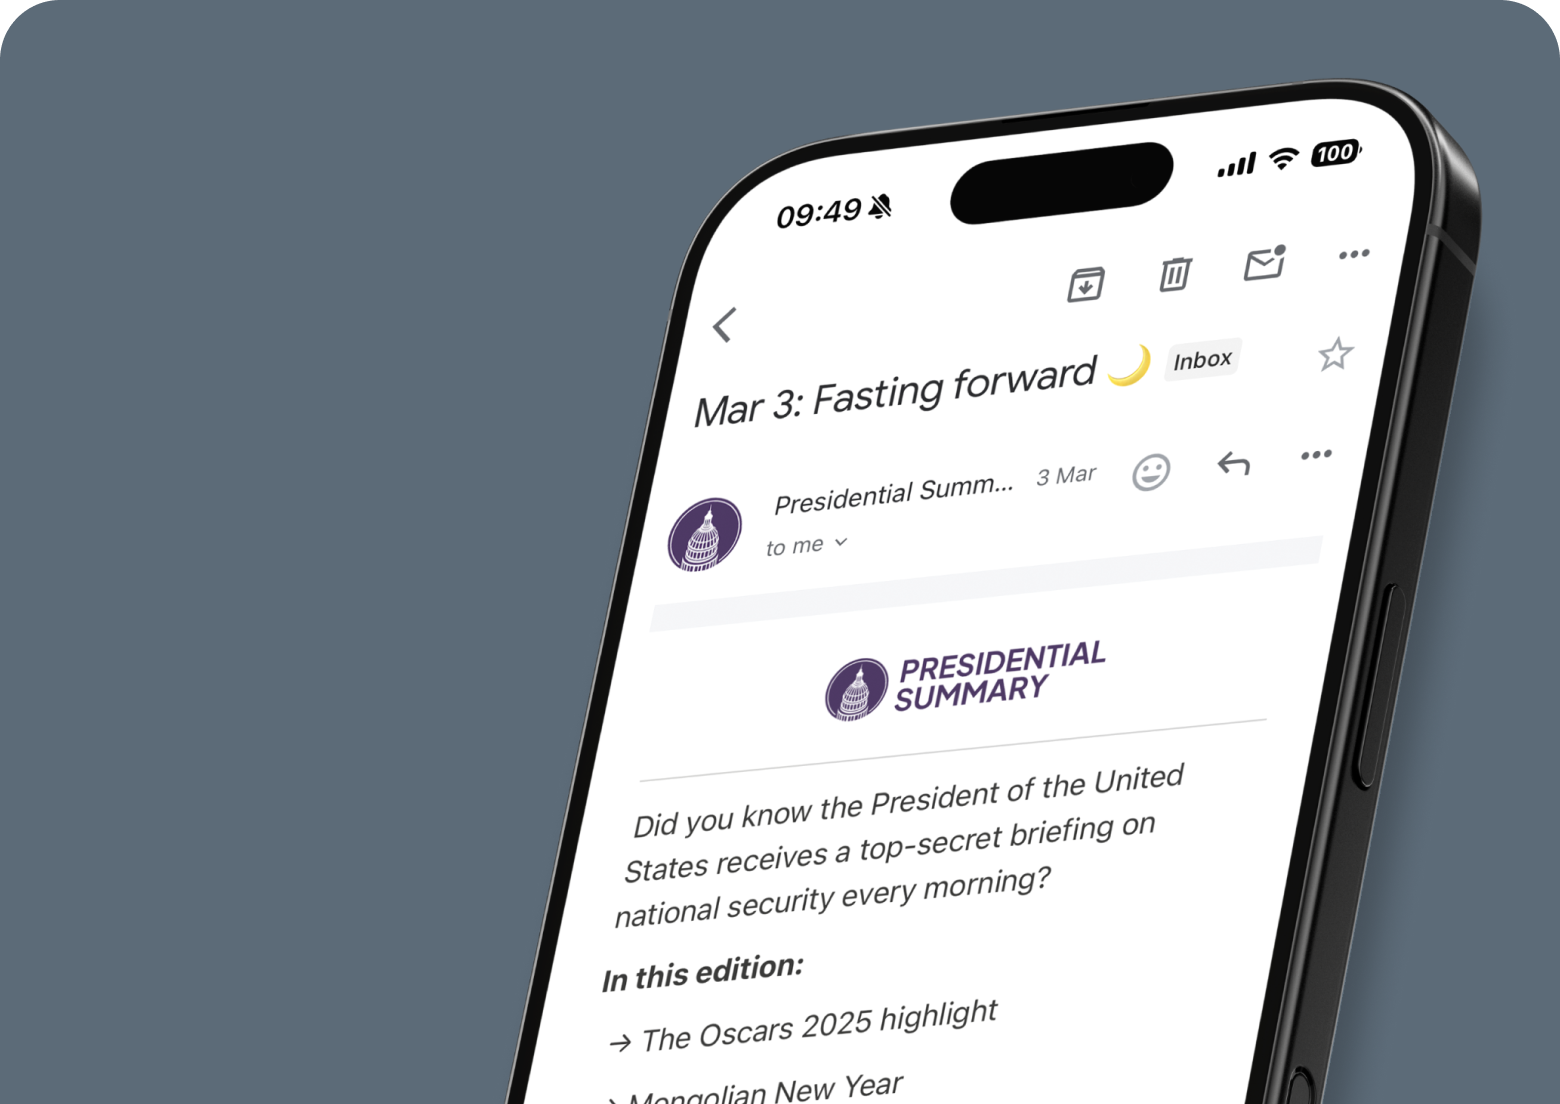 09:49
100
Mar 3: Fasting forward 🌙 Inbox
Presidential Summ... 3 Mar
to me
PRESIDENTIAL
SUMMARY
Did you know the President of the United
States receives a top-secret briefing on
national security every morning?
In this edition:
→ The Oscars 2025 highlight
→ Mongolian New Year